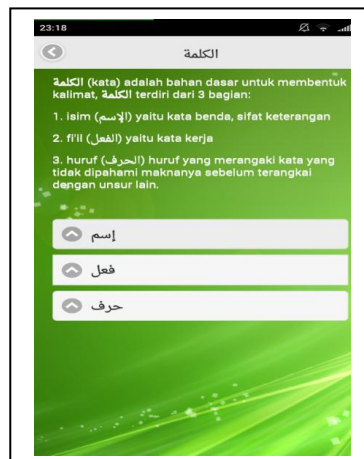 23:18
الكلمة
الكلمة (kata) adalah bahan dasar untuk membentuk
kalimat, الكلمة terdiri dari 3 bagian:
1. isim (الإسم) yaitu kata benda, sifat keterangan
2. fi'il (الفعل) yaitu kata kerja
3. huruf (الحرف) huruf yang merangaki kata yang
tidak dipahami maknanya sebelum terangkai
dengan unsur lain.
إسم
فعل
حرف